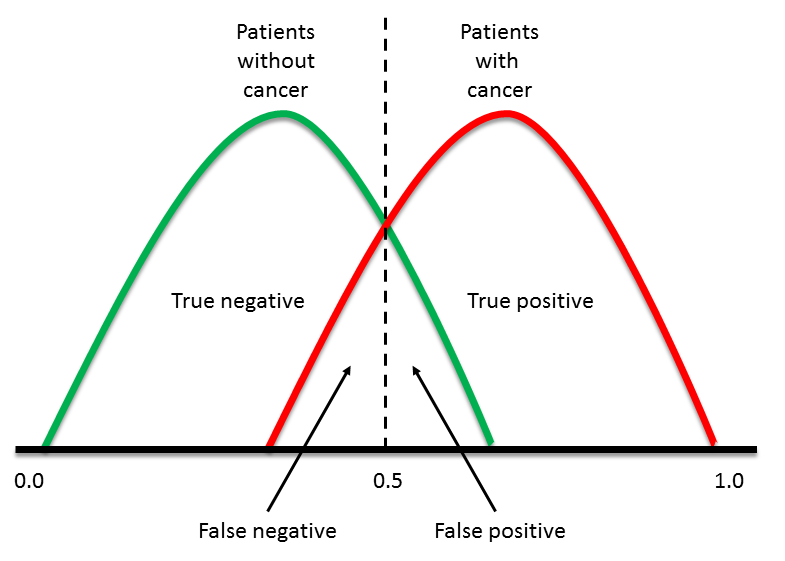 Patients
without
cancer
Patients
with
cancer
True negative
True positive
0.0
0.5
1.0
False negative
False positive